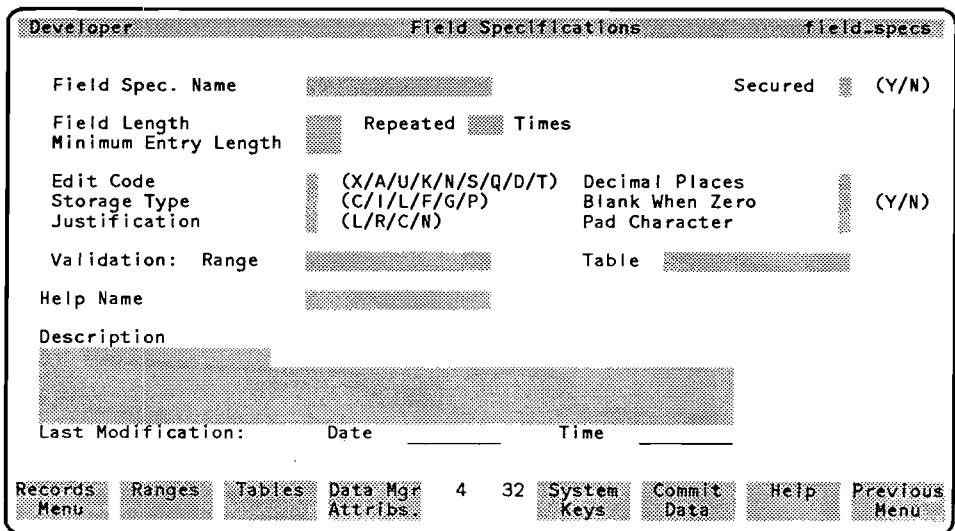 Developer Field Specifications field_specs
Field Spec. Name Secured (Y/N)
Field Length Repeated Times
Minimum Entry Length
Edit Code (X/A/U/K/N/S/Q/D/T) Decimal Places
Storage Type (C/I/L/F/G/P) Blank When Zero (Y/N)
Justification (L/R/C/N) Pad Character
Validation: Range Table
Help Name
Description
Last Modification: Date Time
Records Ranges Tables Data Mgr 4 32 System Commit Help Previous
Menu Attribs. Keys Data Menu